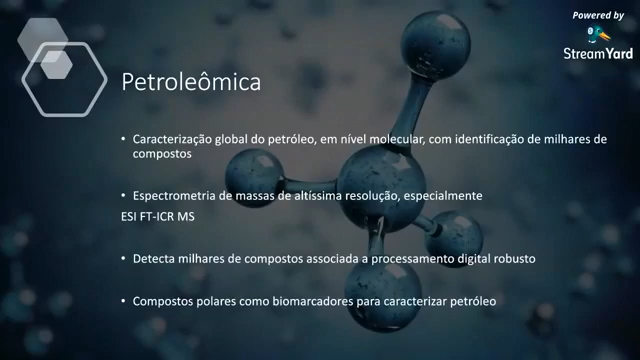 Powered by
StreamYard
Petroleômica
• Caracterização global do petróleo, em nível molecular, com identificação de milhares de
compostos
• Espectrometria de massas de altíssima resolução, especialmente
ESI FT-ICR MS
• Detecta milhares de compostos associada a processamento digital robusto
• Compostos polares como biomarcadores para caracterizar petróleo